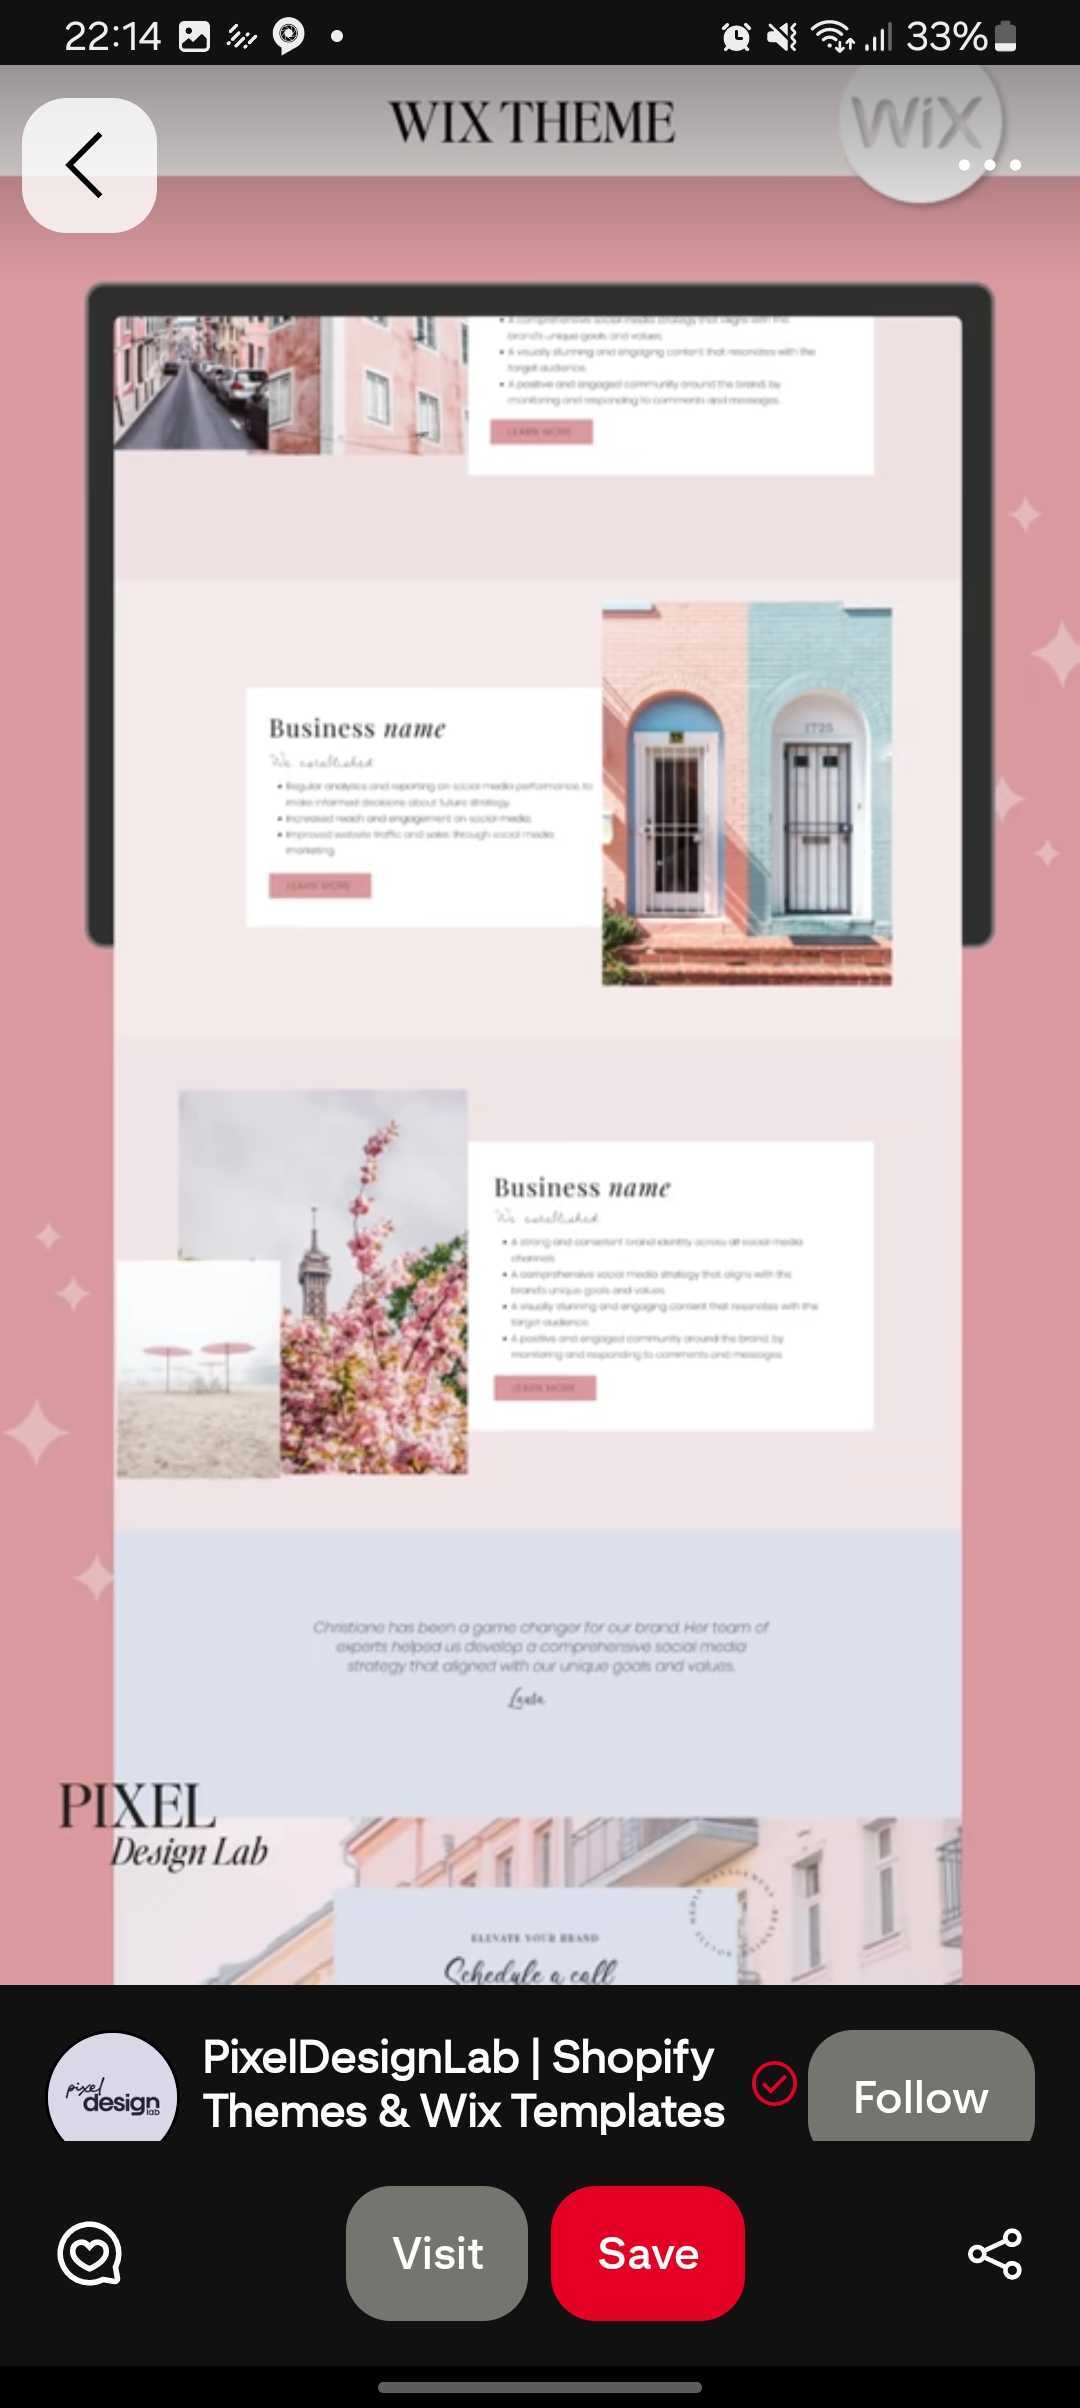 22:14
33%
WIX THEME
WiX
A comprehensive social media strategy that aligns with the
brand's unique goals and values.
A visually stunning and engaging content that resonates with the
target audience.
A positive and engaged community around the brand, by
monitoring and responding to comments and messages.
LEARN MORE
1725
Business name
We established
Regular analytics and reporting on social media performance, to
make informed decisions about future strategy.
Increased reach and engagement on social media.
Improved website traffic and sales through social media
marketing.
LEARN MORE
Business name
We established
A strong and consistent brand identity across all social media
channels.
A comprehensive social media strategy that aligns with the
brand's unique goals and values.
A visually stunning and engaging content that resonates with the
target audience.
A positive and engaged community around the brand, by
monitoring and responding to comments and messages.
LEARN MORE
Christiane has been a game changer for our brand. Her team of
experts helped us develop a comprehensive social media
strategy that aligned with our unique goals and values.
Laura
PIXEL
Design Lab
ELEVATE YOUR BRAND
Schedule a call
pixel
design
lab
PixelDesignLab | Shopify
Themes & Wix Templates
Follow
Visit
Save